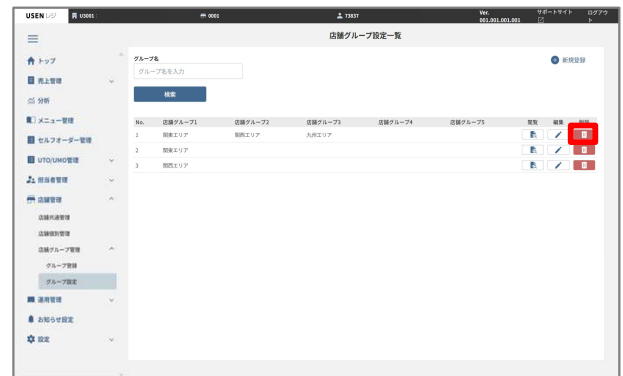 USEN レジ U3001 0001 73837 Ver. 001.001.001.001 サポートサイト ログアウト
店舗グループ設定一覧
トップ
売上管理
分析
メニュー管理
セルフオーダー管理
UTO/UMO管理
担当者管理
店舗管理
店舗共通管理
店舗個別管理
店舗グループ管理
グループ登録
グループ設定
運用管理
お知らせ設定
設定
グループ名
グループ名を入力
新規登録
検索
No. 店舗グループ1 店舗グループ2 店舗グループ3 店舗グループ4 店舗グループ5 閲覧 編集 削除
1 関東エリア 関西エリア 九州エリア
2 関東エリア
3 関西エリア